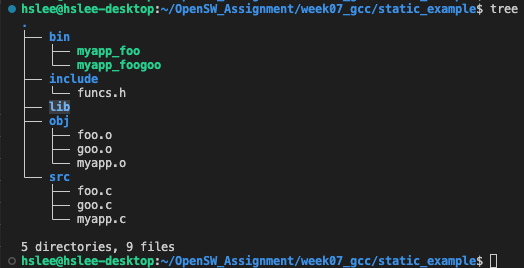 hslee@hslee-desktop:~/OpenSW_Assignment/week07_gcc/static_example$ tree
.
├── bin
│   ├── myapp_foo
│   └── myapp_foogoo
├── include
│   └── funcs.h
├── lib
├── obj
│   ├── foo.o
│   ├── goo.o
│   └── myapp.o
└── src
    ├── foo.c
    ├── goo.c
    └── myapp.c
5 directories, 9 files
hslee@hslee-desktop:~/OpenSW_Assignment/week07_gcc/static_example$